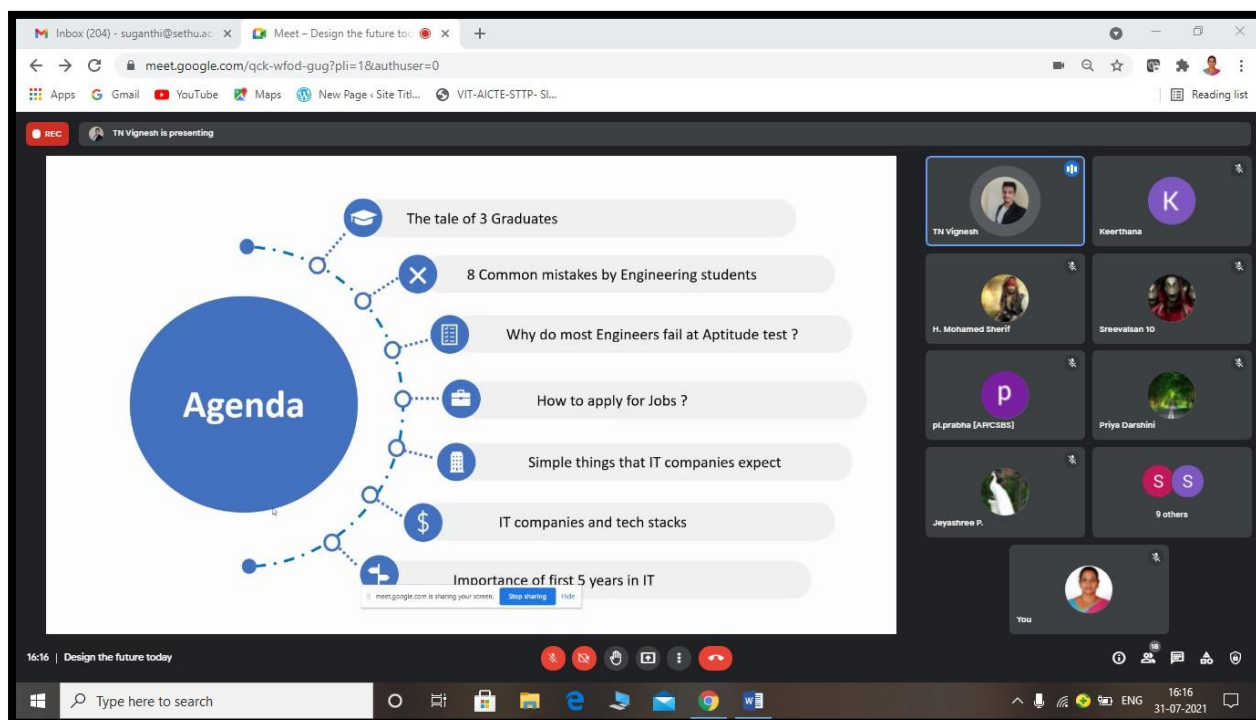 Inbox (204) - suganthi@sethu.ac
Meet – Design the future too
meet.google.com/qck-wfod-gug?pli=1&authuser=0
Apps Gmail YouTube Maps New Page < Site Titl... VIT-AICTE-STTP- SI... Reading list
REC TN Vignesh is presenting
The tale of 3 Graduates
8 Common mistakes by Engineering students
Why do most Engineers fail at Aptitude test ?
Agenda
How to apply for Jobs ?
Simple things that IT companies expect
IT companies and tech stacks
Importance of first 5 years in IT
meet.google.com is sharing your screen. Stop sharing Hide
TN Vignesh
K
Keerthana
H. Mohamed Sherif
Sreevalsan 10
p
pl.prabha [AP/CSBS]
Priya Darshini
Jeyashree P.
S S
9 others
You
16:16 | Design the future today
18
Type here to search
ENG
16:16
31-07-2021